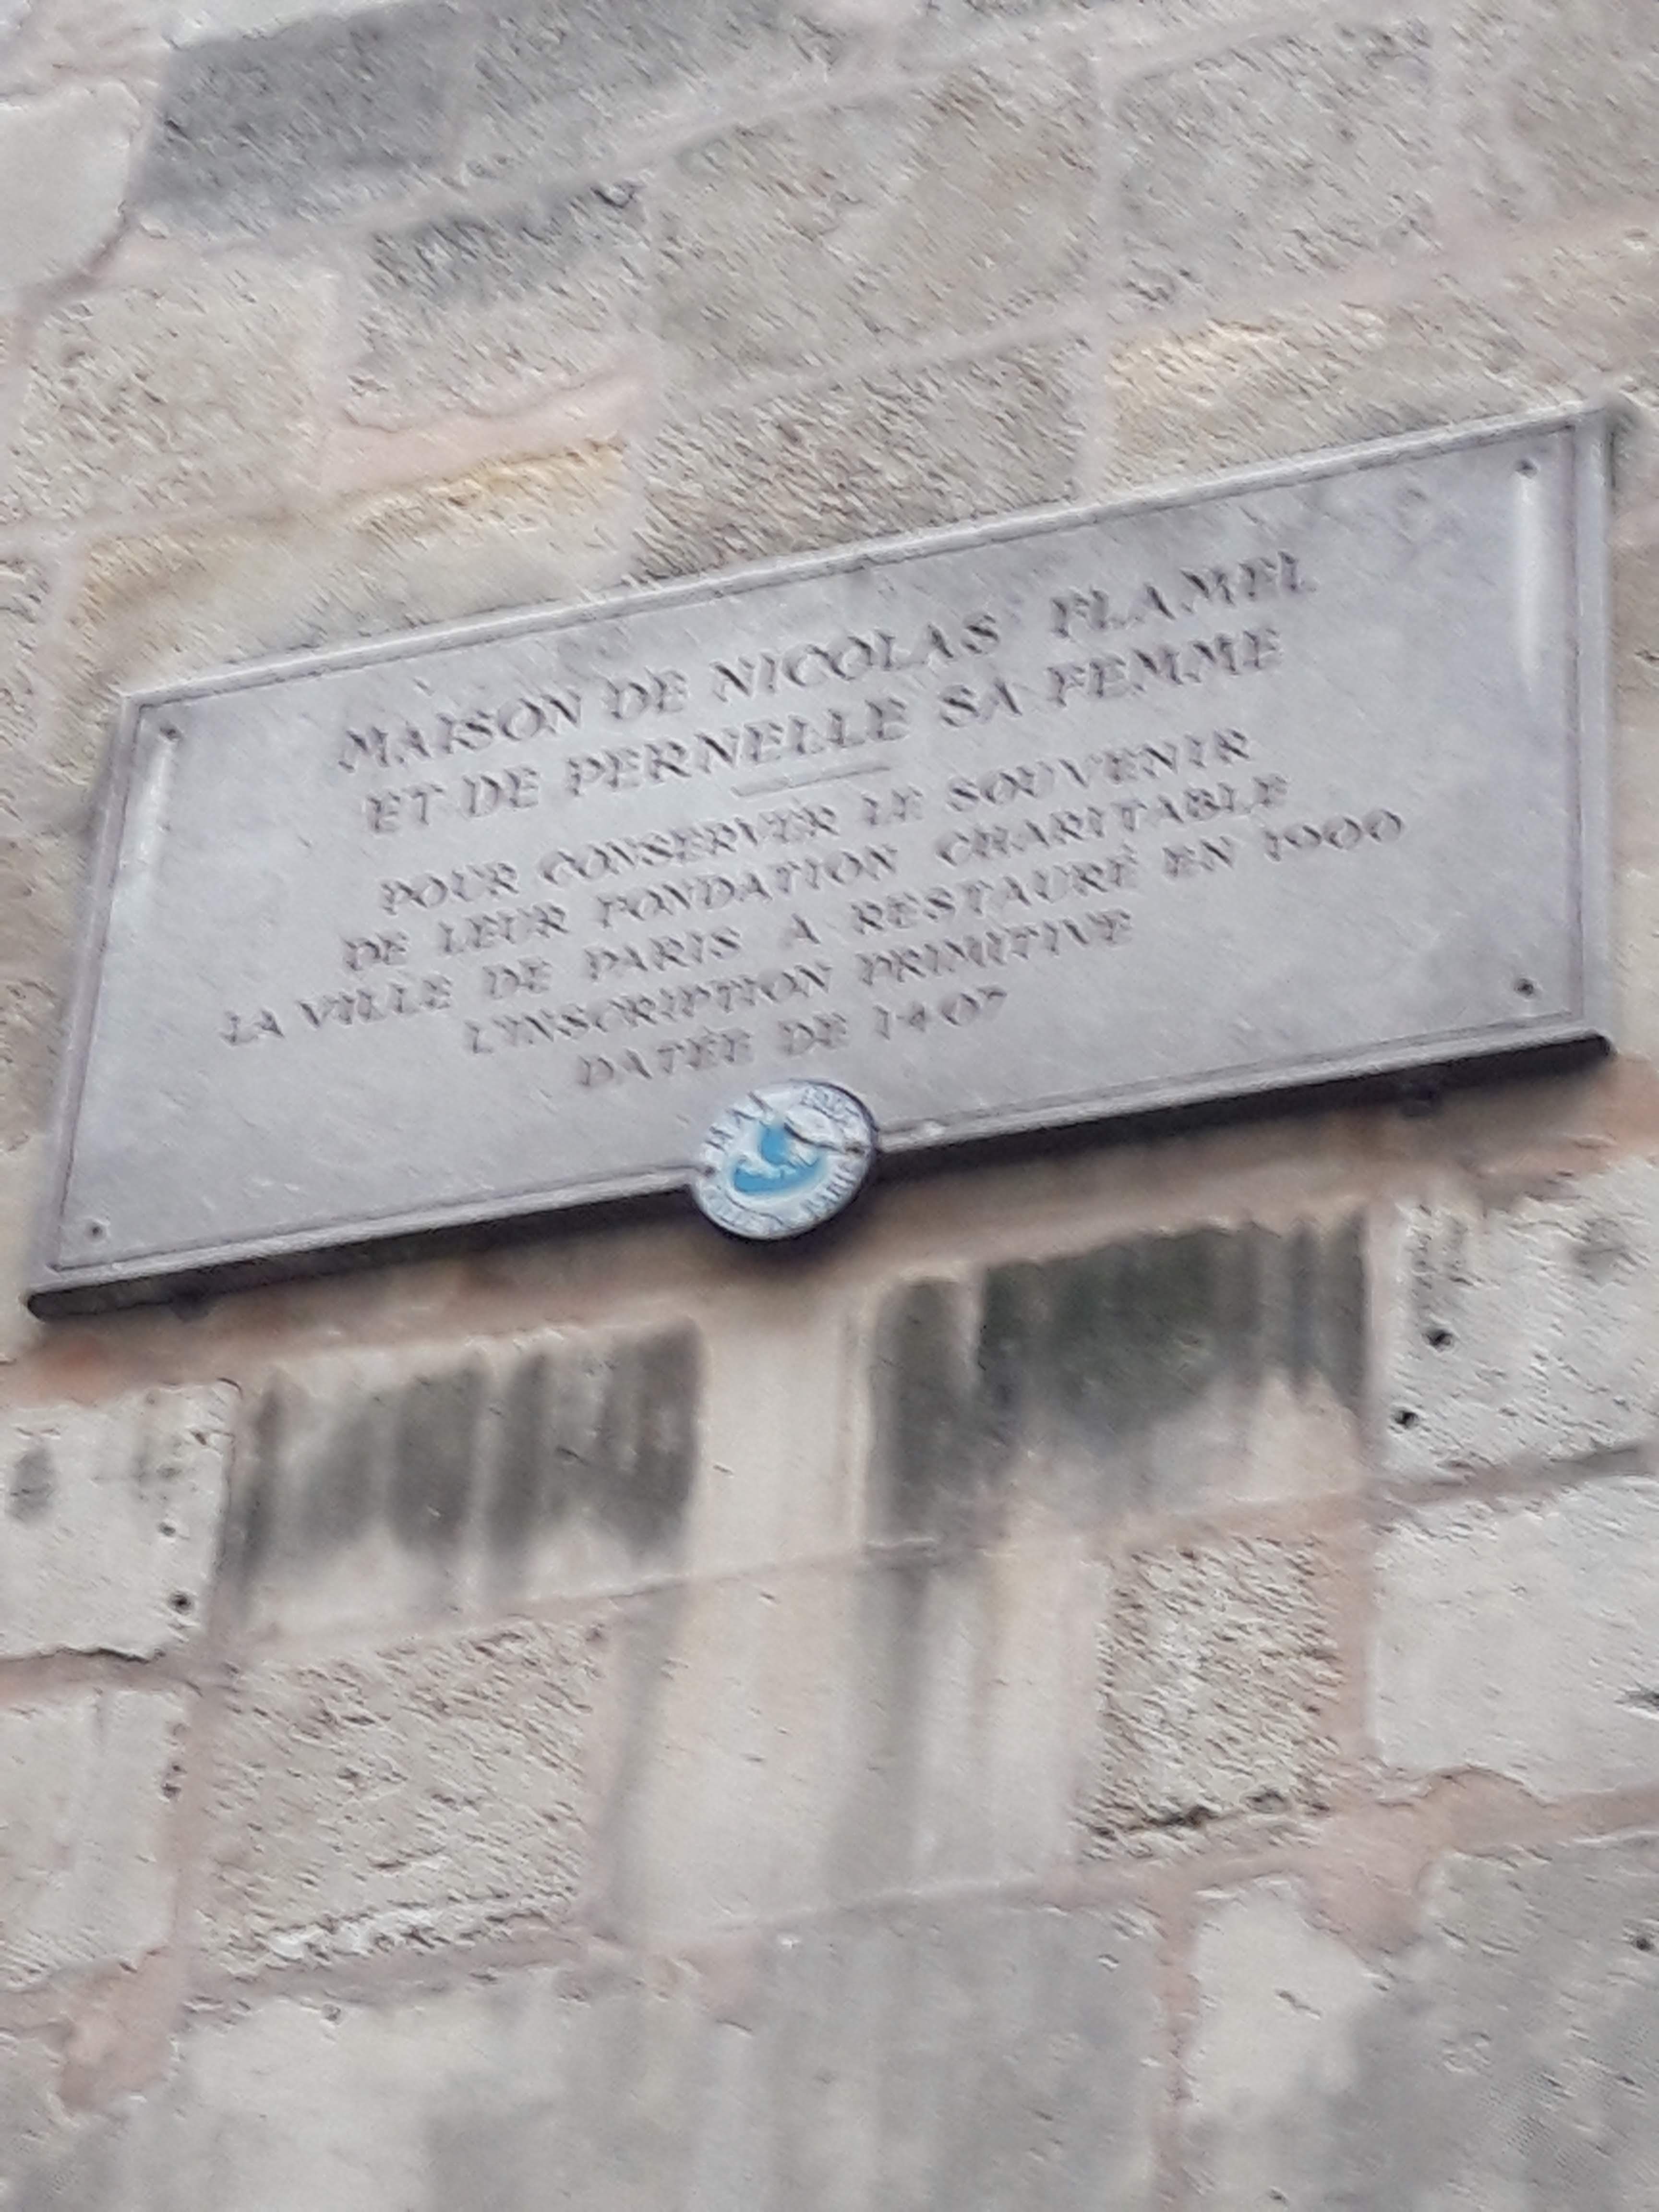 MAISON DE NICOLAS FLAMEL
ET DE PERNELLE SA FEMME
POUR CONSERVER LE SOUVENIR
DE LEUR FONDATION CHARITABLE
LA VILLE DE PARIS A RESTAURÉ EN 1900
L'INSCRIPTION PRIMITIVE
DATÉE DE 1407